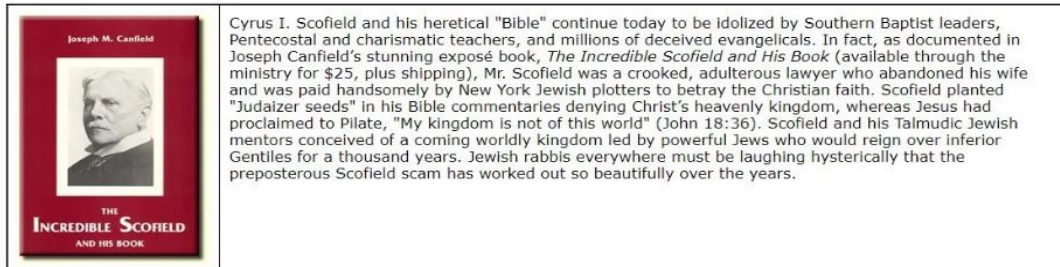 Joseph M. Canfield
THE
INCREDIBLE SCOFIELD
AND HIS BOOK
Cyrus I. Scofield and his heretical "Bible" continue today to be idolized by Southern Baptist leaders,
Pentecostal and charismatic teachers, and millions of deceived evangelicals. In fact, as documented in
Joseph Canfield's stunning exposé book, The Incredible Scofield and His Book (available through the
ministry for $25, plus shipping), Mr. Scofield was a crooked, adulterous lawyer who abandoned his wife
and was paid handsomely by New York Jewish plotters to betray the Christian faith. Scofield planted
"Judaizer seeds" in his Bible commentaries denying Christ's heavenly kingdom, whereas Jesus had
proclaimed to Pilate, "My kingdom is not of this world" (John 18:36). Scofield and his Talmudic Jewish
mentors conceived of a coming worldly kingdom led by powerful Jews who would reign over inferior
Gentiles for a thousand years. Jewish rabbis everywhere must be laughing hysterically that the
preposterous Scofield scam has worked out so beautifully over the years.